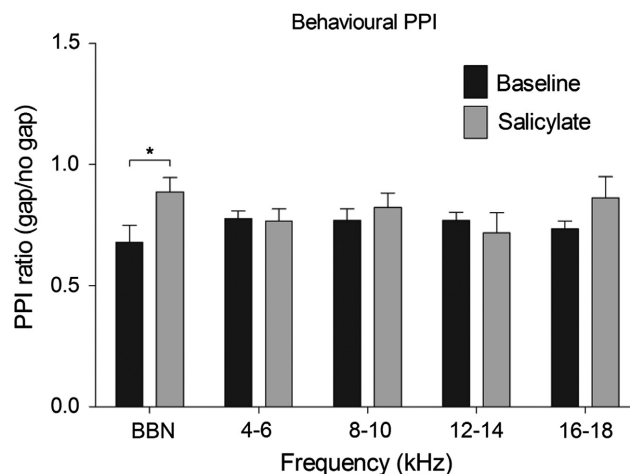 Behavioural PPI
1.5
1.0
0.5
0.0
PPI ratio (gap/no gap)
Baseline
Salicylate
*
BBN 4-6 8-10 12-14 16-18
Frequency (kHz)